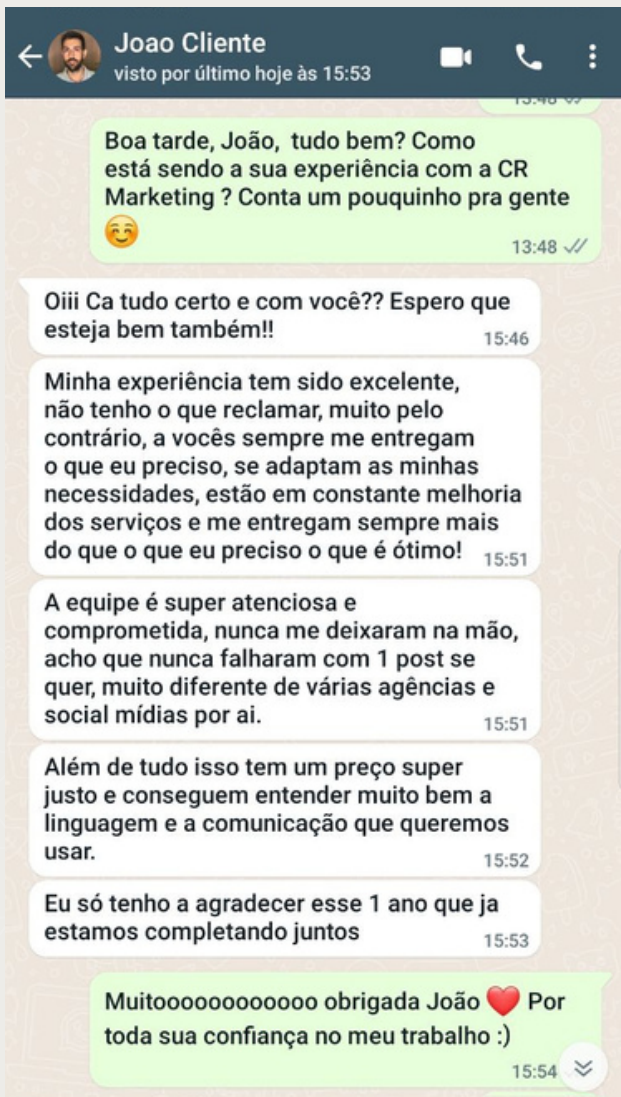 Joao Cliente
visto por último hoje às 15:53
13:48
Boa tarde, João, tudo bem? Como
está sendo a sua experiência com a CR
Marketing ? Conta um pouquinho pra gente
☺️
13:48
Oiii Ca tudo certo e com você?? Espero que
esteja bem também!!
15:46
Minha experiência tem sido excelente,
não tenho o que reclamar, muito pelo
contrário, a vocês sempre me entregam
o que eu preciso, se adaptam as minhas
necessidades, estão em constante melhoria
dos serviços e me entregam sempre mais
do que o que eu preciso o que é ótimo!
15:51
A equipe é super atenciosa e
comprometida, nunca me deixaram na mão,
acho que nunca falharam com 1 post se
quer, muito diferente de várias agências e
social mídias por ai.
15:51
Além de tudo isso tem um preço super
justo e conseguem entender muito bem a
linguagem e a comunicação que queremos
usar.
15:52
Eu só tenho a agradecer esse 1 ano que ja
estamos completando juntos
15:53
Muitoooooooooooo obrigada João ❤️ Por
toda sua confiança no meu trabalho :)
15:54